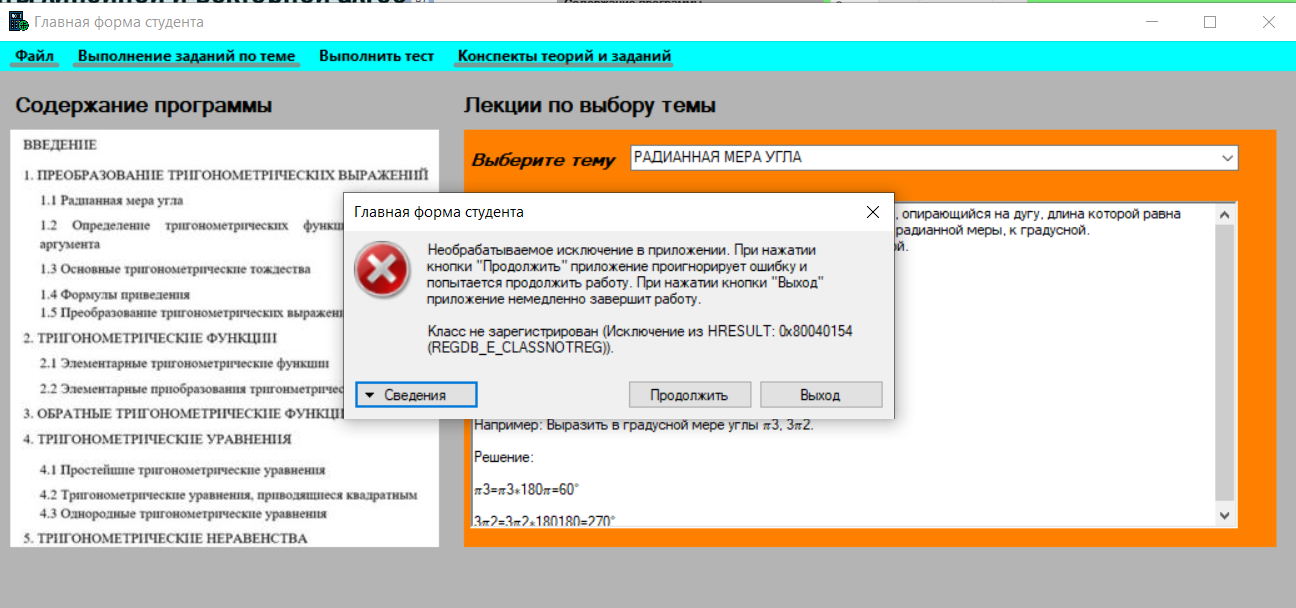 Главная форма студента
Файл Выполнение заданий по теме Выполнить тест Конспекты теорий и заданий
Содержание программы
ВВЕДЕНИЕ
1. ПРЕОБРАЗОВАНИЕ ТРИГОНОМЕТРИЧЕСКИХ ВЫРАЖЕНИЙ
1.1 Радианная мера угла
1.2 Определение тригонометрических функц
аргумента
1.3 Основные тригонометрические тождества
1.4 Формулы приведения
1.5 Преобразование тригонометрических выражен
2. ТРИГОНОМЕТРИЧЕСКИЕ ФУНКЦИИ
2.1 Элементарные тригонометрические функции
2.2 Элементарные приобразования тригонметричес
3. ОБРАТНЫЕ ТРИГОНОМЕТРИЧЕСКИЕ ФУНКЦИ
4. ТРИГОНОМЕТРИЧЕСКИЕ УРАВНЕНИЯ
4.1 Простейшие тригонометрические уравнения
4.2 Тригонометрические уравнения, приводящиеся квадратным
4.3 Однородные тригонометрические уравнения
5. ТРИГОНОМЕТРИЧЕСКИЕ НЕРАВЕНСТВА
Лекции по выбору темы
Выберите тему РАДИАННАЯ МЕРА УГЛА
, опирающийся на дугу, длина которой равна
радианной меры, к градусной.
й.
Главная форма студента
Необрабатываемое исключение в приложении. При нажатии
кнопки "Продолжить" приложение проигнорирует ошибку и
попытается продолжить работу. При нажатии кнопки "Выход"
приложение немедленно завершит работу.
Класс не зарегистрирован (Исключение из HRESULT: 0x80040154
(REGDB_E_CLASSNOTREG)).
Сведения Продолжить Выход
Например: Выразить в градусной мере углы π3, 3π2.
Решение:
π3=π3*180π=60°
3π2=3π2*180180=270°